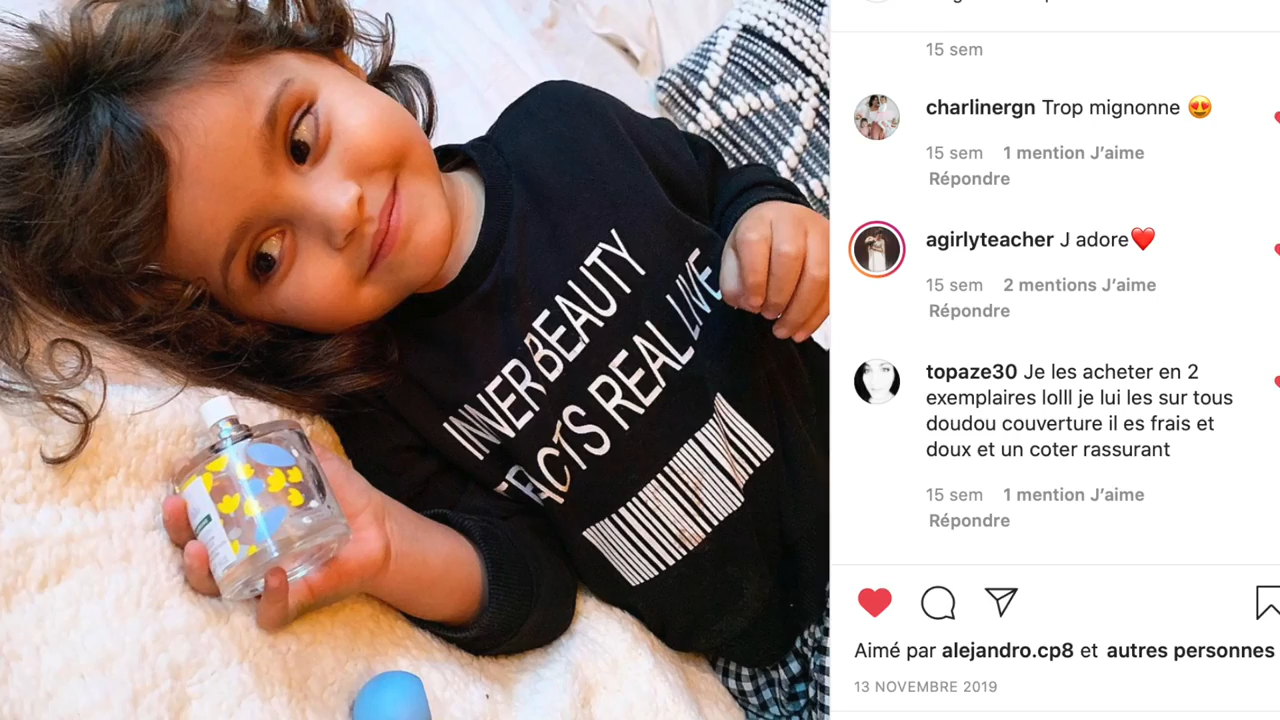 15 sem
charlinergn Trop mignonne 😍
15 sem 1 mention J’aime
Répondre
agirlyteacher J adore❤️
15 sem 2 mentions J’aime
Répondre
topaze30 Je les acheter en 2
exemplaires lolll je lui les sur tous
doudou couverture il es frais et
doux et un coter rassurant
15 sem 1 mention J’aime
Répondre
Aimé par alejandro.cp8 et autres personnes
13 NOVEMBRE 2019
INNER BEAUTY
REAL LIVE